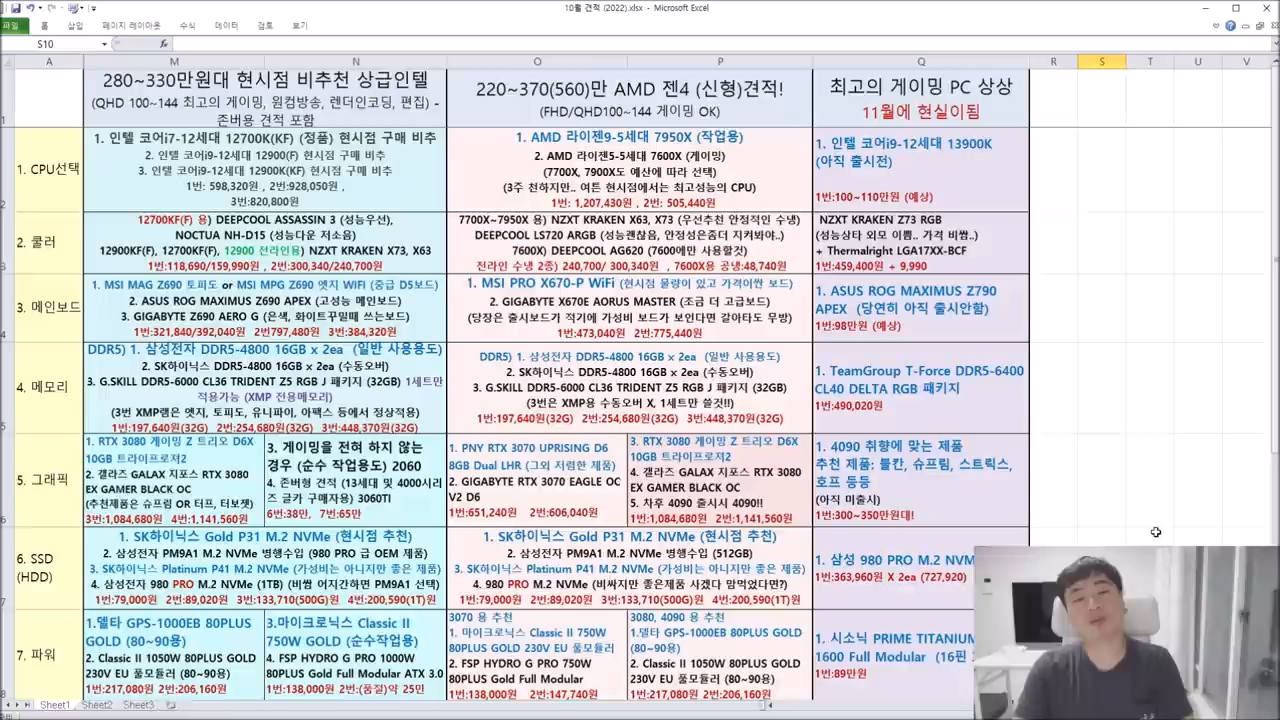 10월 견적 (2022).xlsx - Microsoft Excel
파일 홈 삽입 페이지 레이아웃 수식 데이터 검토 보기
S10 fx
A M N O P Q R S T U V
1
280~330만원대 현시점 비추천 상급인텔
(QHD 100~144 최고의 게이밍, 원컴방송, 렌더인코딩, 편집) -
존버용 견적 포함
220~370(560)만 AMD 젠4 (신형)견적!
(FHD/QHD100~144 게이밍 OK)
최고의 게이밍 PC 상상
11월에 현실이됨
2
1. CPU선택
1. 인텔 코어i7-12세대 12700K(KF) (정품) 현시점 구매 비추
2. 인텔 코어i9-12세대 12900(F) 현시점 구매 비추
3. 인텔 코어i9-12세대 12900K(KF) 현시점 구매 비추
1번: 598,320원 , 2번:928,050원 ,
3번:820,800원
1. AMD 라이젠9-5세대 7950X (작업용)
2. AMD 라이젠5-5세대 7600X (게이밍)
(7700X, 7900X도 예산에 따라 선택)
(3주 천하지만.. 여튼 현시점에서는 최고성능의 CPU)
1번: 1,207,430원 , 2번: 505,440원
1. 인텔 코어i9-12세대 13900K
(아직 출시전)
1번:100~110만원 (예상)
3
2. 쿨러
12700KF(F) 용) DEEPCOOL ASSASSIN 3 (성능우선),
NOCTUA NH-D15 (성능다운 저소음)
12900KF(F), 12700KF(F), 12900 전라인용) NZXT KRAKEN X73, X63
1번:118,690/159,990원 , 2번:300,340/240,700원
7700X~7950X 용) NZXT KRAKEN X63, X73 (우선추천 안정적인 수냉)
DEEPCOOL LS720 ARGB (성능괜찮음, 안정성은좀더 지켜봐야..)
7600X) DEEPCOOL AG620 (7600에만 사용할것)
전라인 수냉 2종) 240,700/ 300,340원 , 7600X용 공냉:48,740원
NZXT KRAKEN Z73 RGB
(성능상타 외모 이쁨.. 가격 비쌈..)
+ Thermalright LGA17XX-BCF
1번:459,400원 + 9,990
4
3. 메인보드
1. MSI MAG Z690 토피도 or MSI MPG Z690 엣지 WIFI (중급 D5보드)
2. ASUS ROG MAXIMUS Z690 APEX (고성능 메인보드)
3. GIGABYTE Z690 AERO G (은색, 화이트꾸밀때 쓰는보드)
1번:321,840/392,040원 2번797,480원 3번:384,320원
1. MSI PRO X670-P WiFi (현시점 물량이 있고 가격이싼 보드)
2. GIGABYTE X670E AORUS MASTER (조금 더 고급보드)
(당장은 출시보드가 적기에 가성비 보드가 보인다면 갈아타도 무방)
1번:473,040원 2번:775,440원
1. ASUS ROG MAXIMUS Z790
APEX (당연히 아직 출시안함)
1번:98만원 (예상)
5
4. 메모리
DDR5) 1. 삼성전자 DDR5-4800 16GB x 2ea (일반 사용용도)
2. SK하이닉스 DDR5-4800 16GB x 2ea (수동오버)
3. G.SKILL DDR5-6000 CL36 TRIDENT Z5 RGB J 패키지 (32GB) 1세트만
적용가능 (XMP 전용메모리)
(3번 XMP램은 엣지, 토피도, 유니파이, 아팩스 등에서 정상적용)
1번:197,640원(32G) 2번:254,680원(32G) 3번:448,370원(32G)
DDR5) 1. 삼성전자 DDR5-4800 16GB x 2ea (일반 사용용도)
2. SK하이닉스 DDR5-4800 16GB x 2ea (수동오버)
3. G.SKILL DDR5-6000 CL36 TRIDENT Z5 RGB J 패키지 (32GB)
(3번은 XMP용 수동오버 X, 1세트만 쓸것!!)
1번:197,640원(32G) 2번:254,680원(32G) 3번:448,370원(32G)
1. TeamGroup T-Force DDR5-6400
CL40 DELTA RGB 패키지
1번:490,020원
6
5. 그래픽
1. RTX 3080 게이밍 Z 트리오 D6X
10GB 트라이프로저2
2. 갤라즈 GALAX 지포스 RTX 3080
EX GAMER BLACK OC
(추천제품은 슈프림 OR 터프, 터보젯)
3번:1,084,680원 4번:1,141,560원
3. 게이밍을 전혀 하지 않는
경우 (순수 작업용도) 2060
4. 존버형 견적 (13세대 및 4000시리
즈 글카 구매자용) 3060TI
6번:38만, 7번:65만
1. PNY RTX 3070 UPRISING D6
8GB Dual LHR (그외 저렴한 제품)
2. GIGABYTE RTX 3070 EAGLE OC
V2 D6
1번:651,240원 2번:606,040원
3. RTX 3080 게이밍 Z 트리오 D6X
10GB 트라이프로저2
4. 갤라즈 GALAX 지포스 RTX 3080
EX GAMER BLACK OC
5. 차후 4090 출시시 4090!!
1번:1,084,680원 2번:1,141,560원
1. 4090 취향에 맞는 제품
추천 제품: 불칸, 슈프림, 스트릭스,
호프 등등
(아직 미출시)
1번:300~350만원대!
7
6. SSD
(HDD)
1. SK하이닉스 Gold P31 M.2 NVMe (현시점 추천)
2. 삼성전자 PM9A1 M.2 NVMe 병행수입 (980 PRO 급 OEM 제품)
3. SK하이닉스 Platinum P41 M.2 NVMe (가성비는 아니지만 좋은 제품)
4. 삼성전자 980 PRO M.2 NVMe (1TB) (비쌈 어지간하면 PM9A1 선택)
1번:79,000원 2번:89,020원 3번:133,710(500G)원 4번:200,590(1T)원
1. SK하이닉스 Gold P31 M.2 NVMe (현시점 추천)
2. 삼성전자 PM9A1 M.2 NVMe 병행수입 (512GB)
3. SK하이닉스 Platinum P41 M.2 NVMe (가성비는 아니지만 좋은 제품)
4. 980 PRO M.2 NVMe (비싸지만 좋은제품 사겠다 맘먹었다면?)
1번:79,000원 2번:89,020원 3번:133,710(500G)원 4번:200,590(1T)원
1. 삼성 980 PRO M.2 NVM
1번:363,960원 X 2ea (727,920)
8
7. 파워
1.델타 GPS-1000EB 80PLUS
GOLD (80~90용)
2. Classic II 1050W 80PLUS GOLD
230V EU 풀모듈러 (80~90용)
1번:217,080원 2번:206,160원
3.마이크로닉스 Classic II
750W GOLD (순수작업용)
4. FSP HYDRO G PRO 1000W
80PLUS Gold Full Modular ATX 3.0
1번:138,000원 2번:(품절)약 25만
3070 용 추천
1. 마이크로닉스 Classic II 750W
80PLUS GOLD 230V EU 풀모듈러
2. FSP HYDRO G PRO 750W
80PLUS Gold Full Modular
1번:138,000원 2번:147,740원
3080, 4090 용 추천
1.델타 GPS-1000EB 80PLUS GOLD
(80~90용)
2. Classic II 1050W 80PLUS GOLD
230V EU 풀모듈러 (80~90용)
1번:217,080원 2번:206,160원
1. 시소닉 PRIME TITANIUM
1600 Full Modular (16핀
1번:89만원
Sheet1 Sheet2 Sheet3